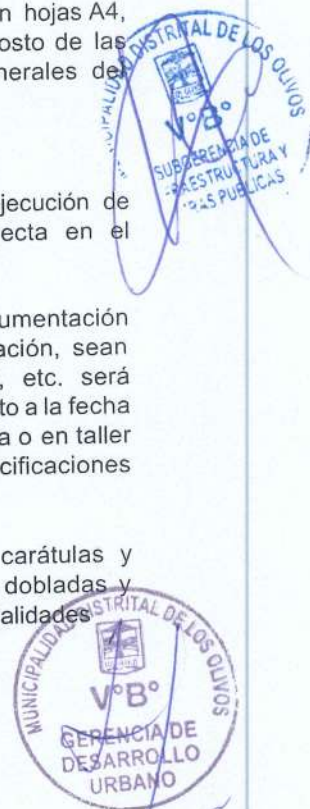 n hojas A4,
osto de las
nerales del
MUNICIPALIDAD DISTRITAL DE LOS OLIVOS
V°B°
SUBGERENCIA DE
INFRAESTRUCTURA Y
OBRAS PUBLICAS
jecución de
ecta en el
umentación
ación, sean
, etc. será
to a la fecha
a o en taller
cificaciones
carátulas y
dobladas y
alidades
MUNICIPALIDAD DISTRITAL DE LOS OLIVOS
V°B°
GERENCIA DE
DESARROLLO
URBANO